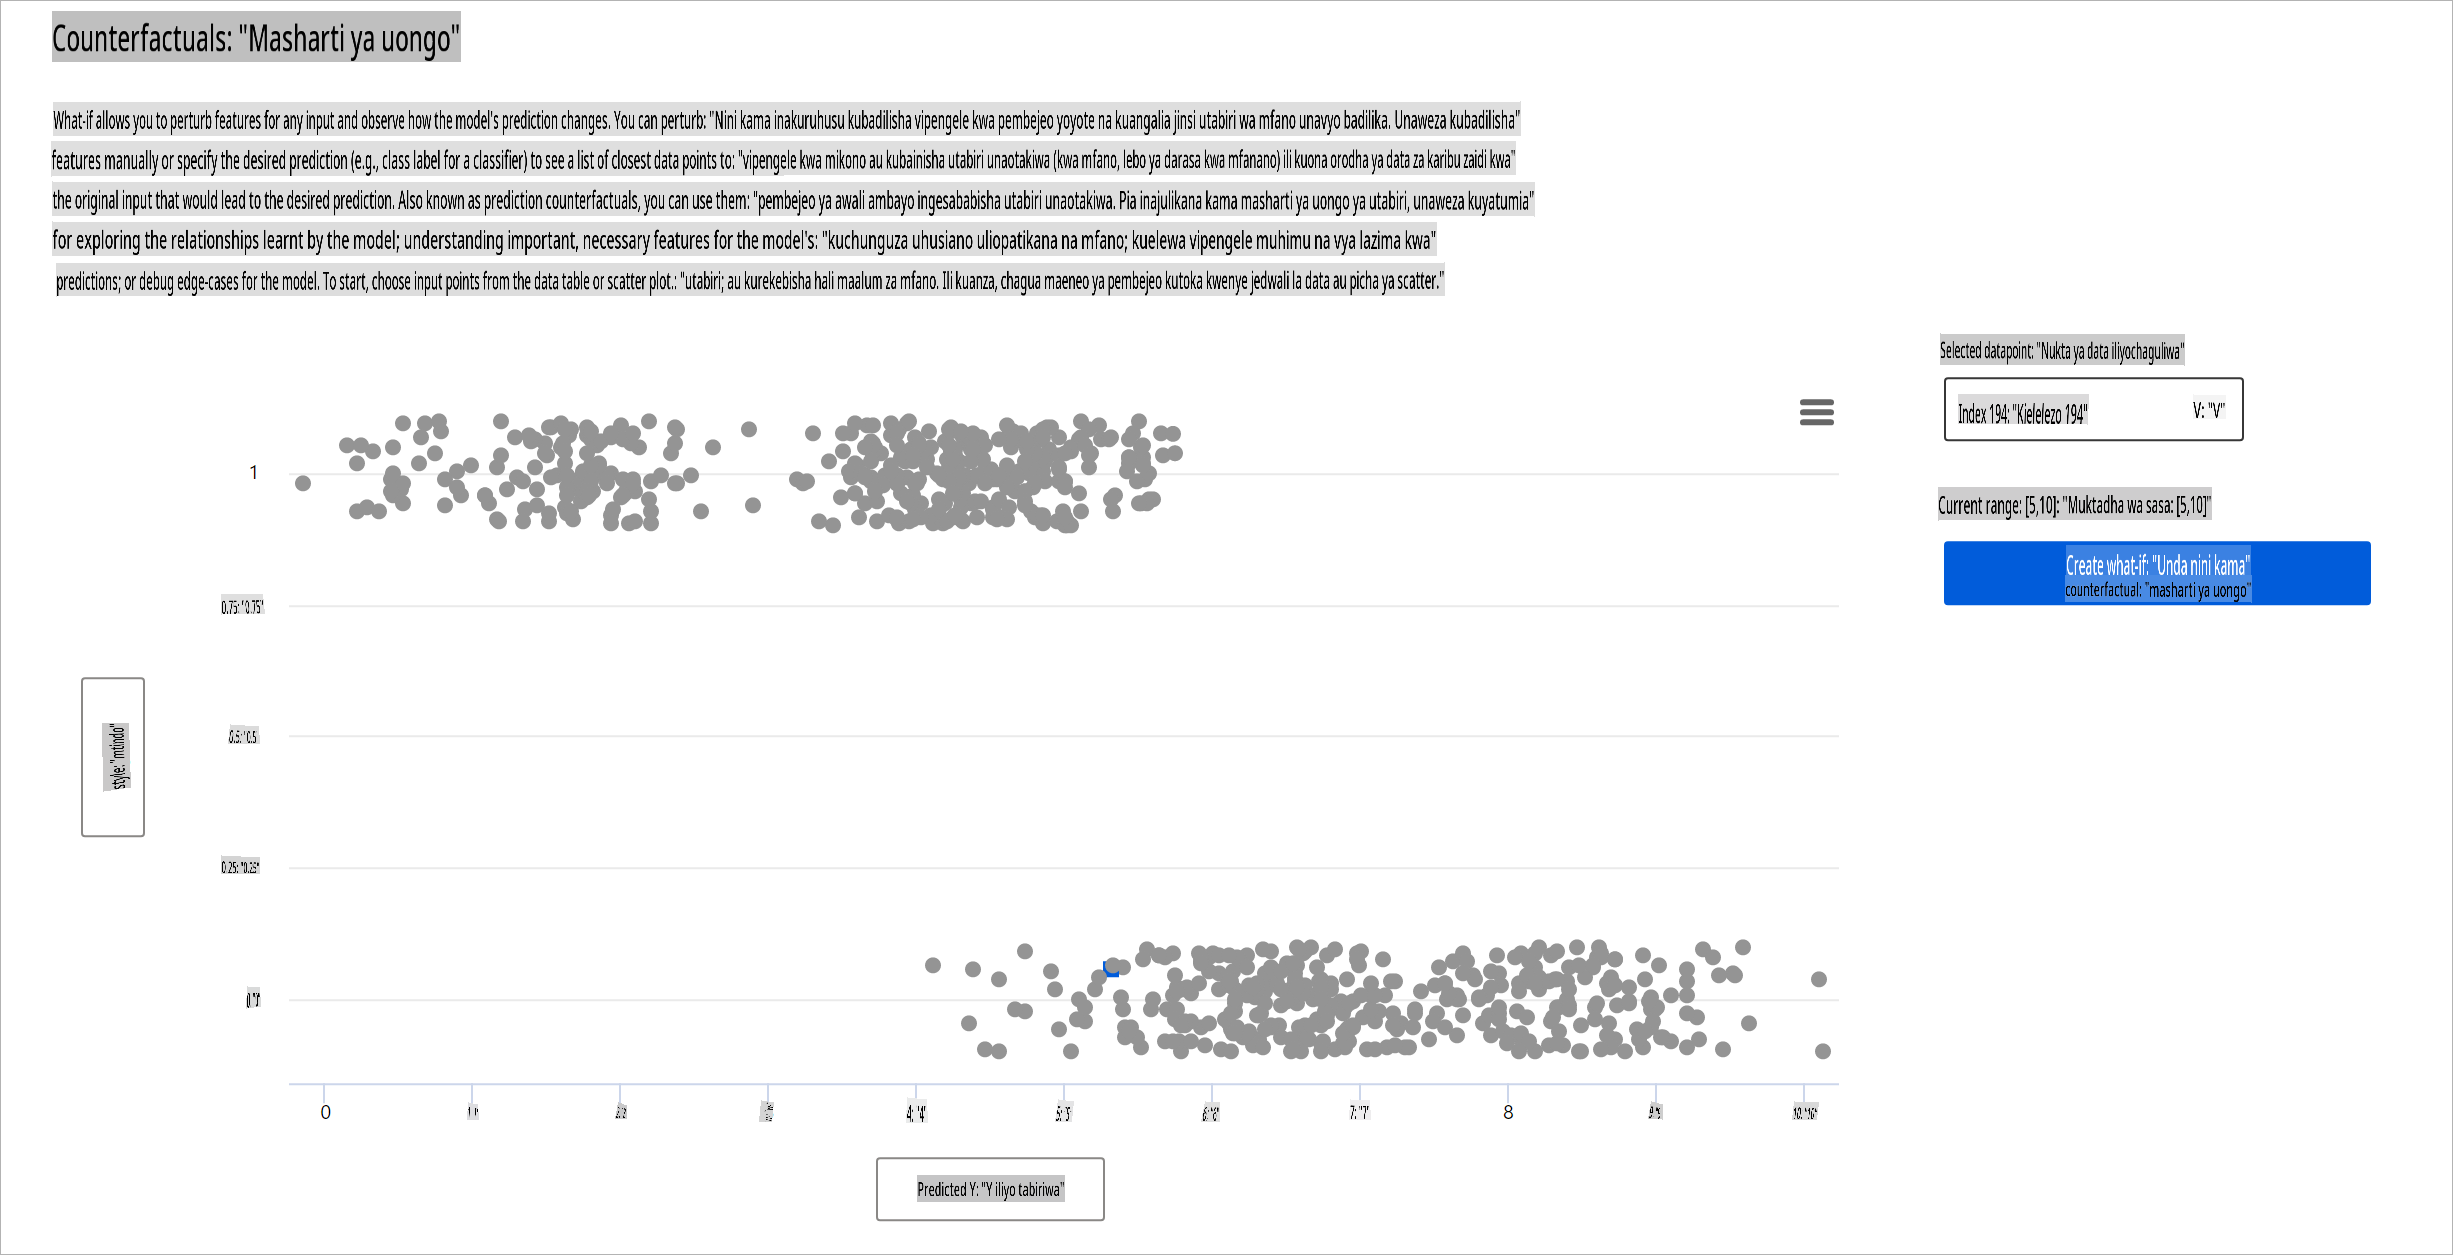 Counterfactuals: "Masharti ya uongo"
What-if allows you to perturb features for any input and observe how the model's prediction changes. You can perturb: "Nini kama inakuruhusu kubadilisha vipengele kwa pembejeo yoyote na kuangalia jinsi utabiri wa mfano unavyo badilika. Unaweza kubadilisha"
features manually or specify the desired prediction (e.g., class label for a classifier) to see a list of closest data points to: "vipengele kwa mikono au kubainisha utabiri unaotakiwa (kwa mfano, lebo ya darasa kwa mfanano) ili kuona orodha ya data za karibu zaidi kwa"
the original input that would lead to the desired prediction. Also known as prediction counterfactuals, you can use them: "pembejeo ya awali ambayo ingesababisha utabiri unaotakiwa. Pia inajulikana kama masharti ya uongo ya utabiri, unaweza kuyatumia"
for exploring the relationships learnt by the model; understanding important, necessary features for the model's: "kuchunguza uhusiano uliopatikana na mfano; kuelewa vipengele muhimu na vya lazima kwa"
predictions; or debug edge-cases for the model. To start, choose input points from the data table or scatter plot.: "utabiri; au kurekebisha hali maalum za mfano. Ili kuanza, chagua maeneo ya pembejeo kutoka kwenye jedwali la data au picha ya scatter."
Selected datapoint: "Nukta ya data iliyochaguliwa"
Index 194: "Kielelezo 194" V: "V"
Current range: [5,10]: "Muktadha wa sasa: [5,10]"
Create what-if: "Unda nini kama"
counterfactual: "masharti ya uongo"
1
0.75: "0.75"
0.5: "0.5
0.25: "0.25"
style: "mtindo"
0 4: "4" 5: "5" 6: "6" 7: "7" 8 10: "10"
Predicted Y: "Y iliyo tabiriwa"